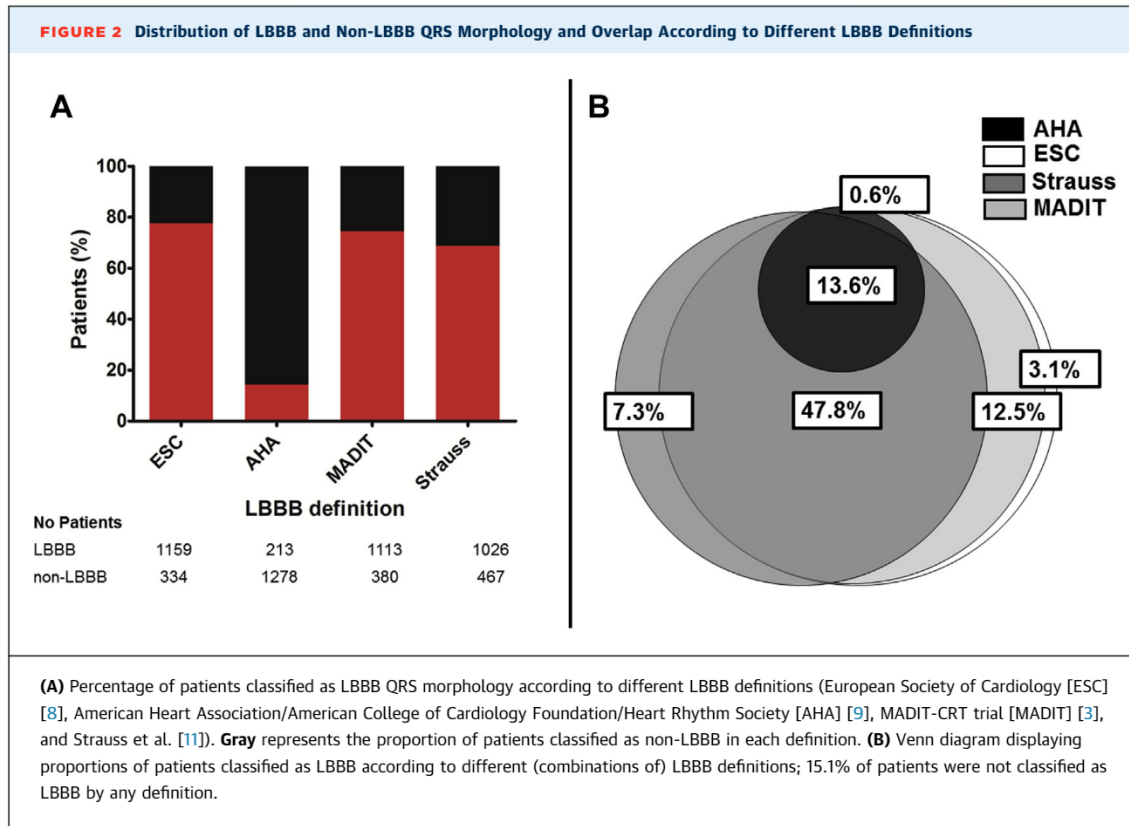 FIGURE 2 Distribution of LBBB and Non-LBBB QRS Morphology and Overlap According to Different LBBB Definitions
A
100
80
60
40
20
0
Patients (%)
ESC
AHA
MADIT
Strauss
LBBB definition
No Patients
LBBB 1159 213 1113 1026
non-LBBB 334 1278 380 467
B
AHA
ESC
Strauss
MADIT
0.6%
13.6%
3.1%
7.3%
47.8%
12.5%
(A) Percentage of patients classified as LBBB QRS morphology according to different LBBB definitions (European Society of Cardiology [ESC]
[8], American Heart Association/American College of Cardiology Foundation/Heart Rhythm Society [AHA] [9], MADIT-CRT trial [MADIT] [3],
and Strauss et al. [11]). Gray represents the proportion of patients classified as non-LBBB in each definition. (B) Venn diagram displaying
proportions of patients classified as LBBB according to different (combinations of) LBBB definitions; 15.1% of patients were not classified as
LBBB by any definition.